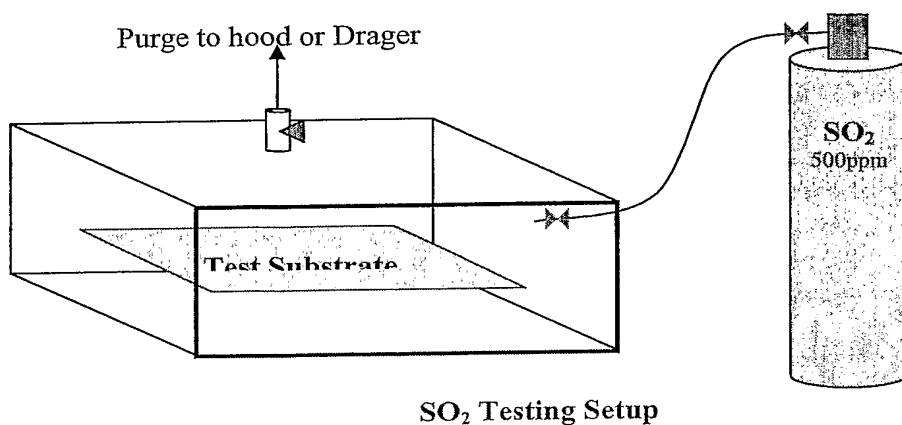 Purge to hood or Drager
SO₂
500ppm
Test Substrate
SO₂ Testing Setup